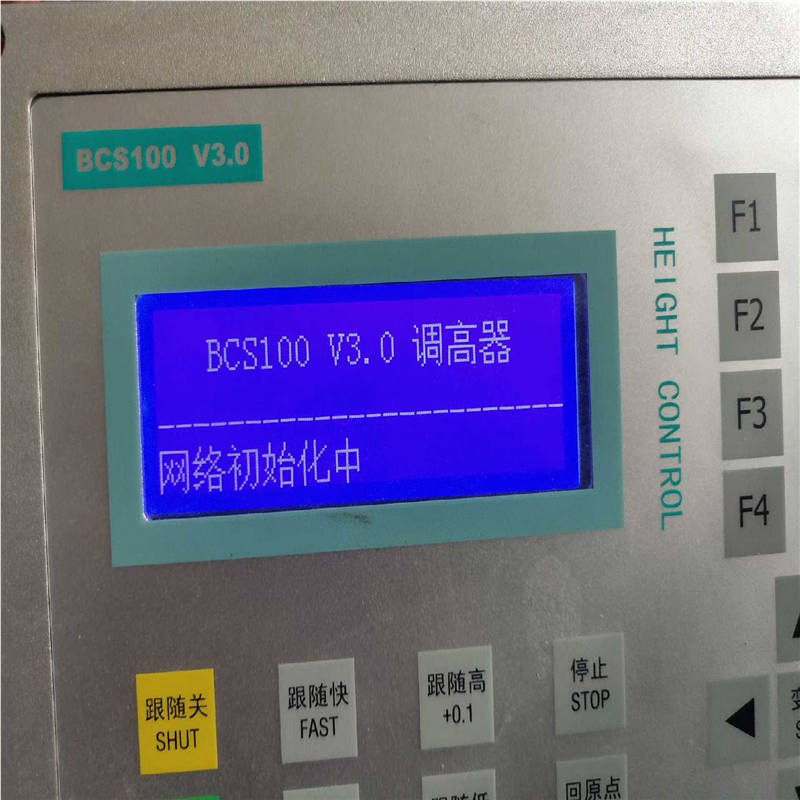 BCS100 V3.0
BCS100 V3.0 调高器
网络初始化中
HEIGHT CONTROL
F1
F2
F3
F4
跟随关
SHUT
跟随快
FAST
跟随高
+0.1
停止
STOP
回原点